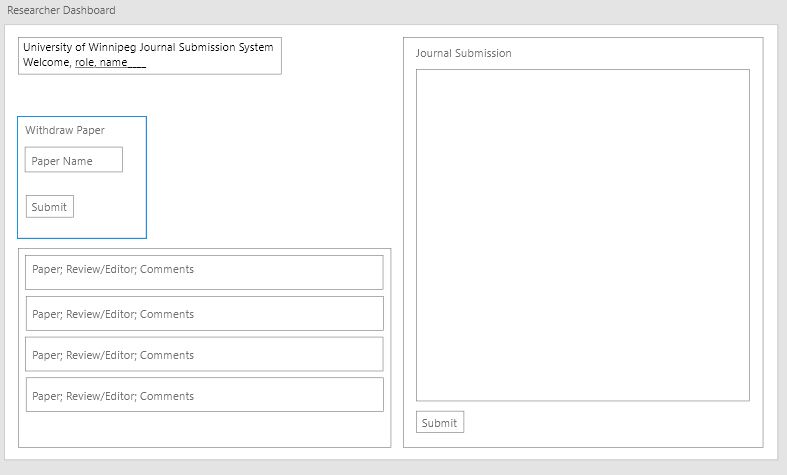 Researcher Dashboard
University of Winnipeg Journal Submission System
Welcome, role, name____
Withdraw Paper
Paper Name
Submit
Paper; Review/Editor; Comments
Paper; Review/Editor; Comments
Paper; Review/Editor; Comments
Paper; Review/Editor; Comments
Journal Submission
Submit